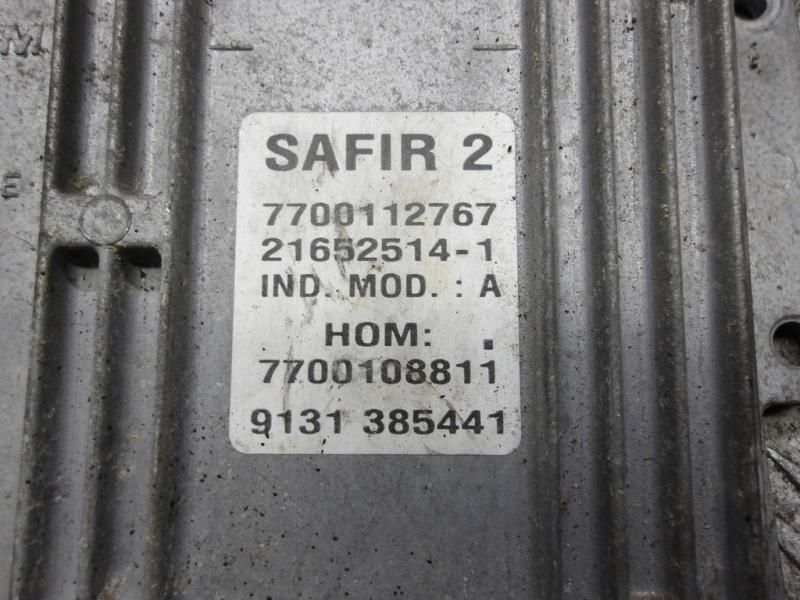 M
E
SAFIR 2
7700112767
21652514-1
IND. MOD. : A
HOM: .
7700108811
9131 385441